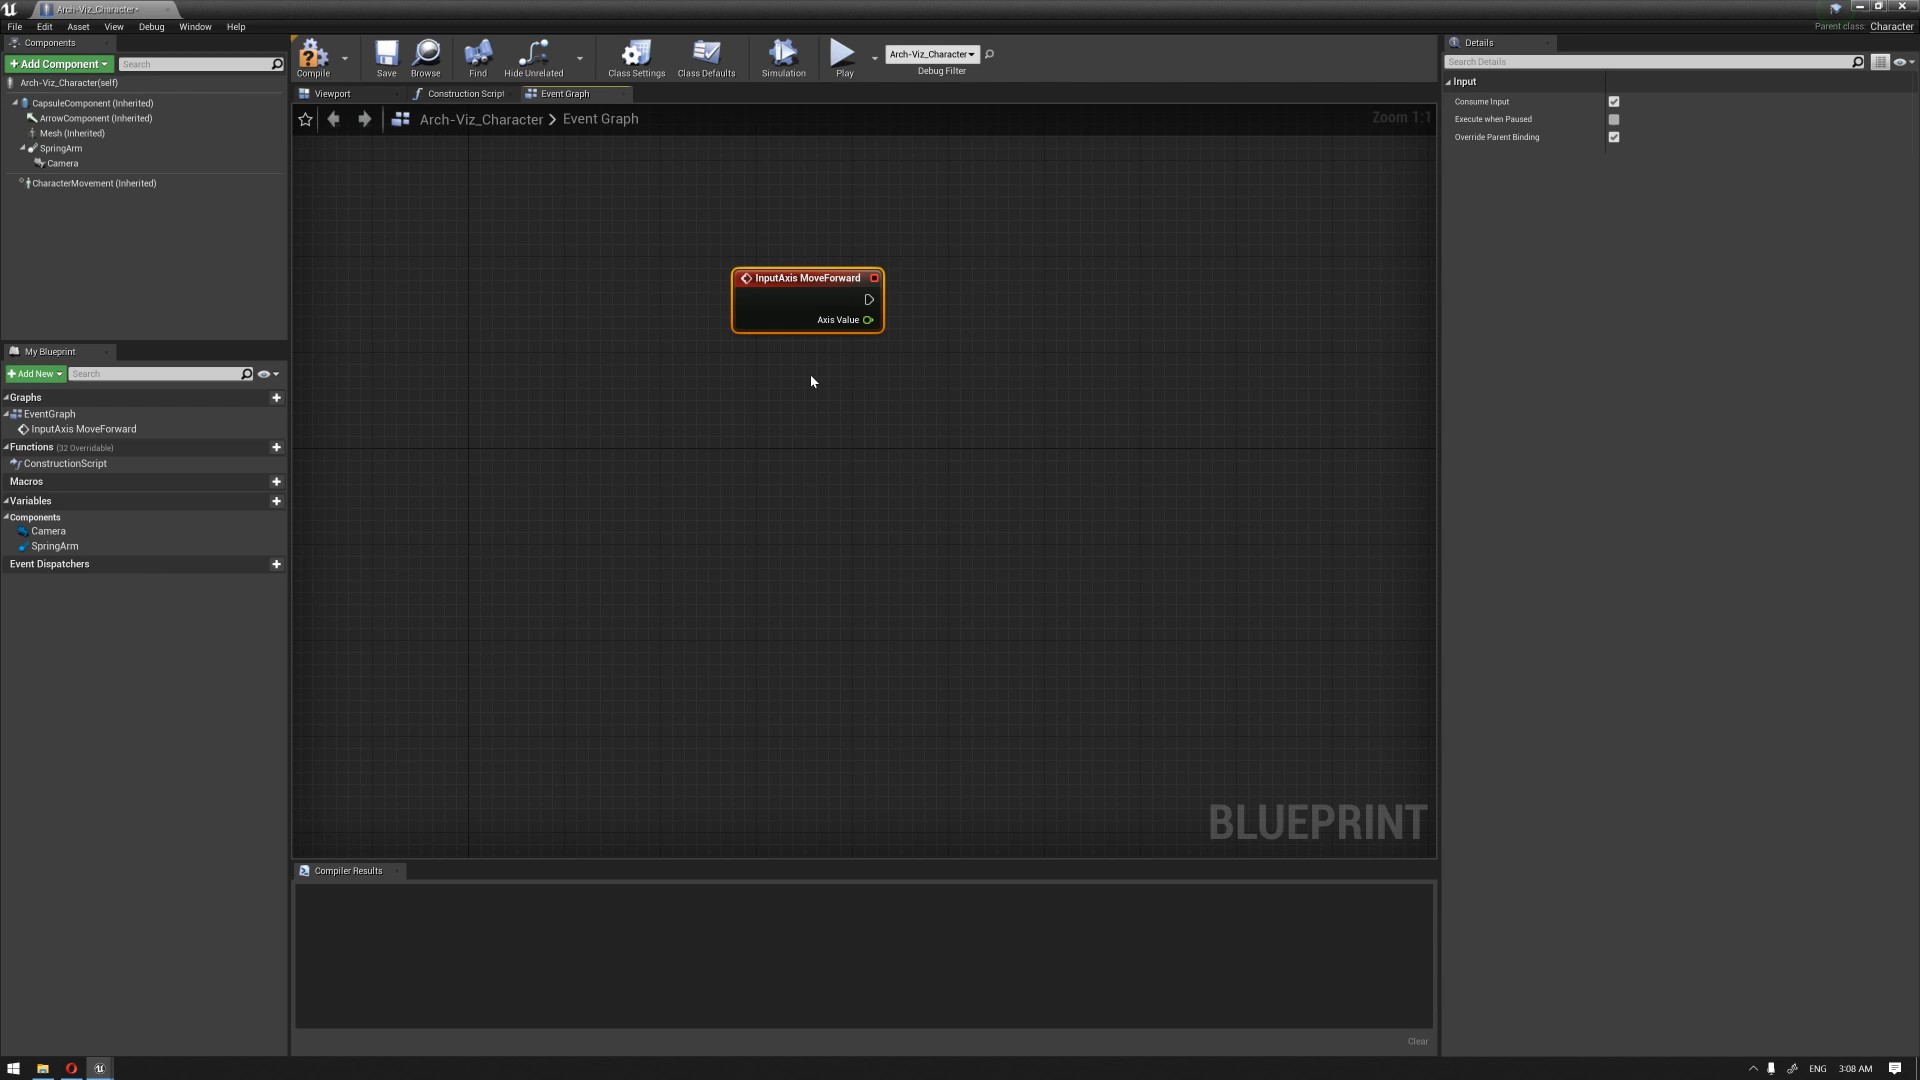 Arch-Viz_Character*
File Edit Asset Character View Debug Window Help
Parent class: Character
Components
+ Add Component
Search
Arch-Viz_Character(self)
CapsuleComponent (Inherited)
ArrowComponent (Inherited)
Mesh (Inherited)
SpringArm
Camera
CharacterMovement (Inherited)
My Blueprint
+ Add New
Search
Graphs
EventGraph
InputAxis MoveForward
Functions (32 Overridable)
ConstructionScript
Macros
Variables
Components
Camera
SpringArm
Event Dispatchers
Compile
Save
Browse
Find
Hide Unrelated
Class Settings
Class Defaults
Simulation
Play
Arch-Viz_Character
Debug Filter
Viewport
Construction Scrip
Event Graph
Arch-Viz_Character > Event Graph
Zoom 1:1
InputAxis MoveForward
Axis Value
BLUEPRINT
Compiler Results
Clear
Details
Search Details
Input
Consume Input
Execute when Paused
Override Parent Binding
ENG
3:08 AM